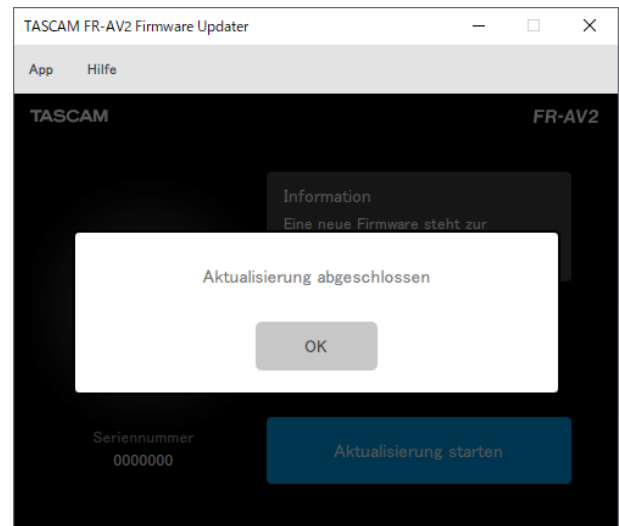 TASCAM FR-AV2 Firmware Updater
App Hilfe
TASCAM FR-AV2
Information
Eine neue Firmware steht zur
Aktualisierung abgeschlossen
OK
Seriennummer
0000000
Aktualisierung starten